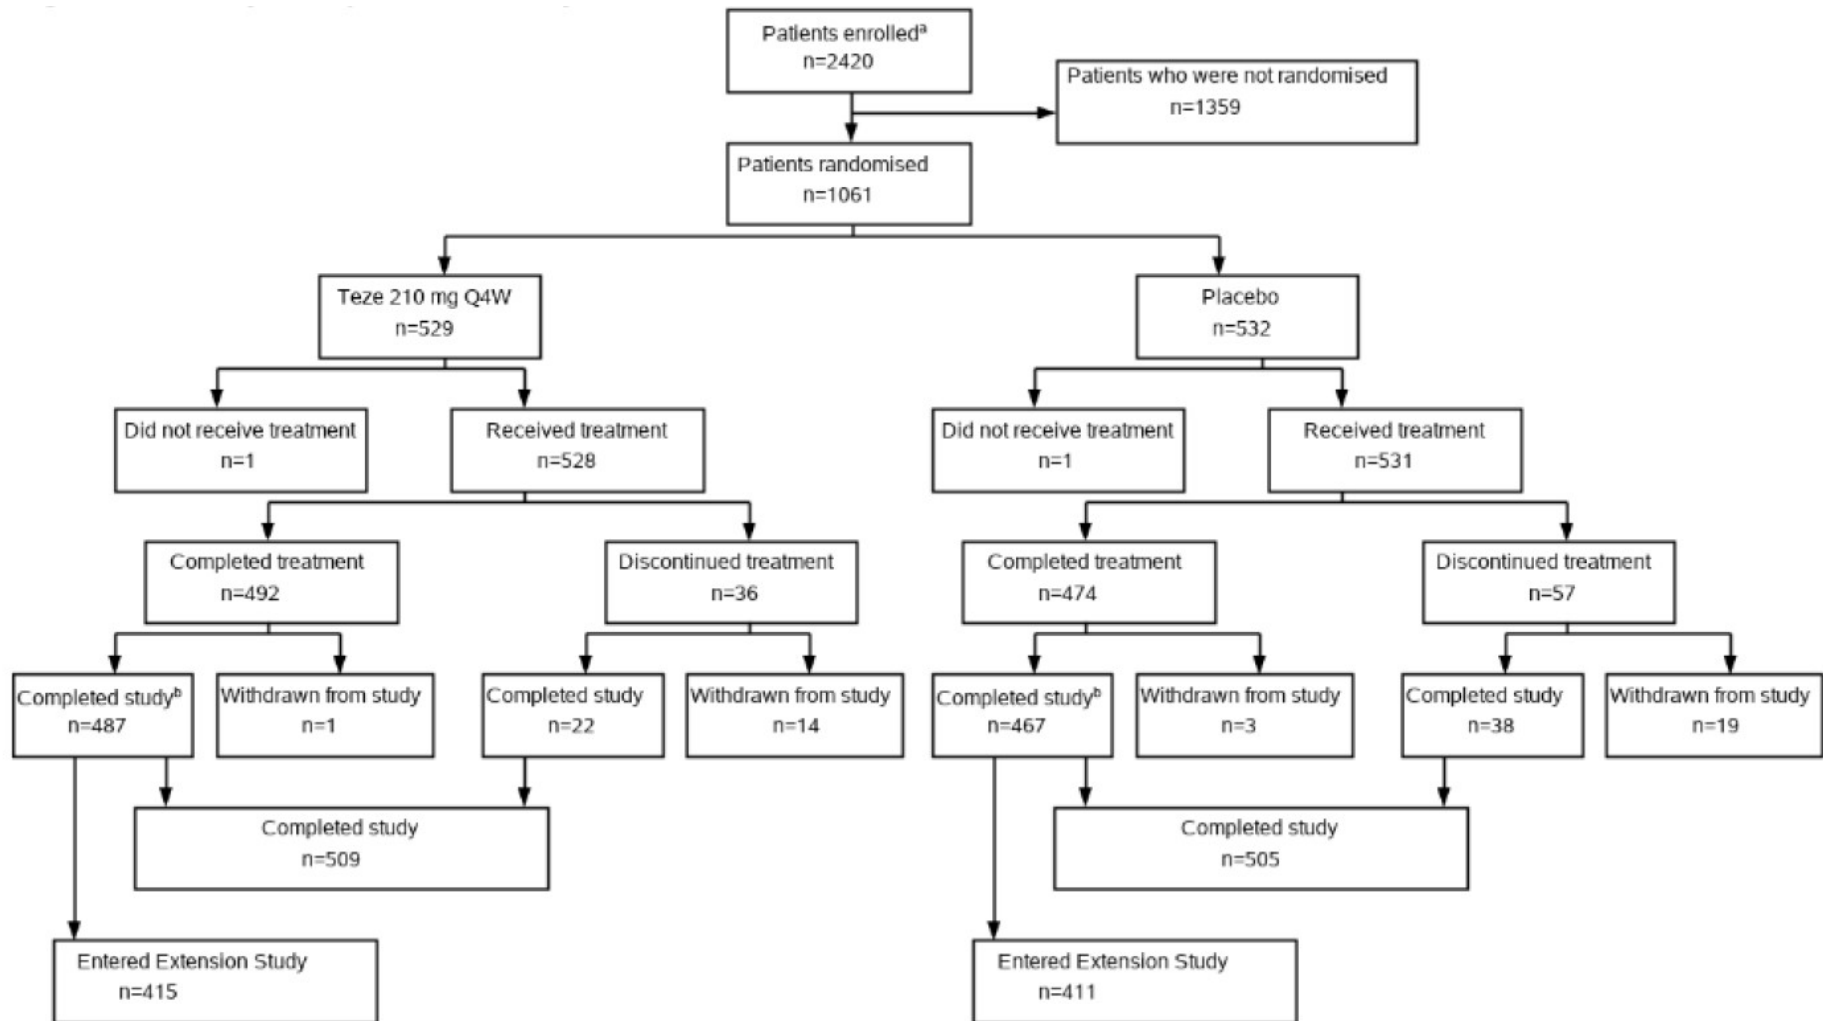 Patients enrolledᵃ
n=2420
Patients who were not randomised
n=1359
Patients randomised
n=1061
Teze 210 mg Q4W
n=529
Placebo
n=532
Did not receive treatment
n=1
Received treatment
n=528
Did not receive treatment
n=1
Received treatment
n=531
Completed treatment
n=492
Discontinued treatment
n=36
Completed treatment
n=474
Discontinued treatment
n=57
Completed studyᵇ
n=487
Withdrawn from study
n=1
Completed study
n=22
Withdrawn from study
n=14
Completed studyᵇ
n=467
Withdrawn from study
n=3
Completed study
n=38
Withdrawn from study
n=19
Completed study
n=509
Completed study
n=505
Entered Extension Study
n=415
Entered Extension Study
n=411